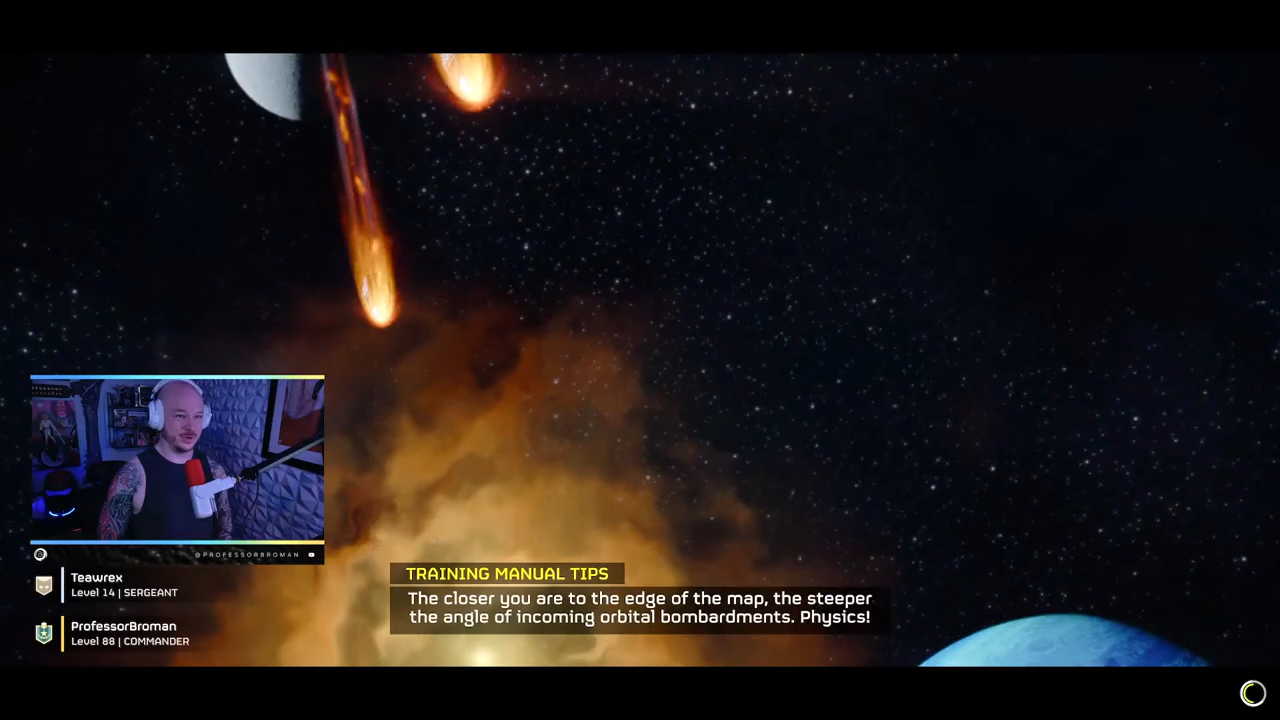 @PROFESSORBROMAN
Teawrex
Level 14 | SERGEANT
ProfessorBroman
Level 88 | COMMANDER
TRAINING MANUAL TIPS
The closer you are to the edge of the map, the steeper
the angle of incoming orbital bombardments. Physics!